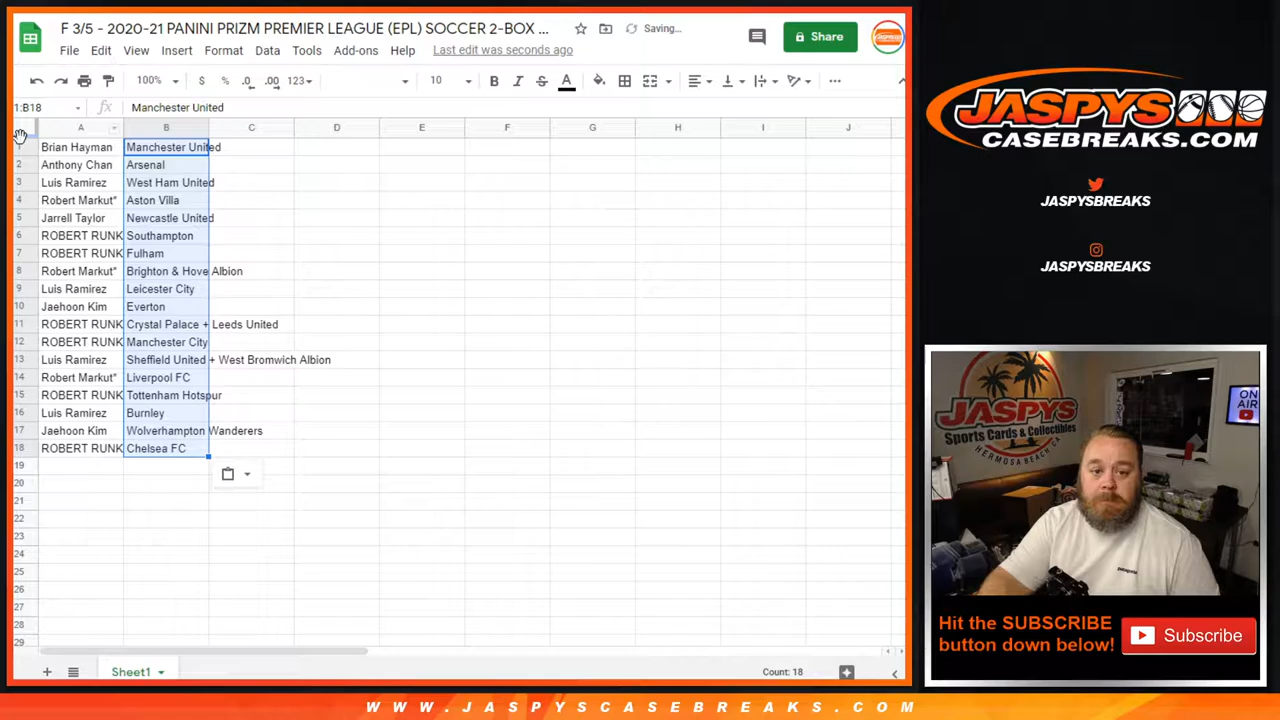 F 3/5 - 2020-21 PANINI PRIZM PREMIER LEAGUE (EPL) SOCCER 2-BOX ...
Saving...
File Edit View Insert Format Data Tools Add-ons Help Last edit was seconds ago
Share
100% $ % .0 .00 123 10 B I S A
1:B18 fx Manchester United
A B C D E F G H I J
1 Brian Hayman Manchester United
2 Anthony Chan Arsenal
3 Luis Ramirez West Ham United
4 Robert Markut* Aston Villa
5 Jarrell Taylor Newcastle United
6 ROBERT RUNK Southampton
7 ROBERT RUNK Fulham
8 Robert Markut* Brighton & Hove Albion
9 Luis Ramirez Leicester City
10 Jaehoon Kim Everton
11 ROBERT RUNK Crystal Palace + Leeds United
12 ROBERT RUNK Manchester City
13 Luis Ramirez Sheffield United + West Bromwich Albion
14 Robert Markut* Liverpool FC
15 ROBERT RUNK Tottenham Hotspur
16 Luis Ramirez Burnley
17 Jaehoon Kim Wolverhampton Wanderers
18 ROBERT RUNK Chelsea FC
19
20
21
22
23
24
25
26
27
28
29
Sheet1 Count: 18
JASPYS
CASEBREAKS.COM
JASPYSBREAKS
JASPYSBREAKS
JASPYS
Sports Cards & Collectibles
HERMOSA BEACH CA
ON
AIR
patagonia
Hit the SUBSCRIBE
button down below!
Subscribe
WWW.JASPYSCASEBREAKS.COM